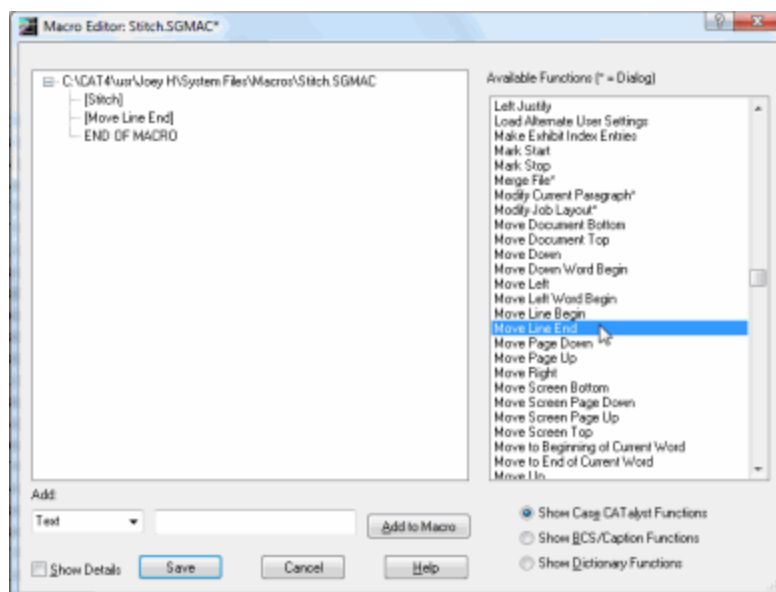 Macro Editor: Stitch.SGMAC*
C:\CAT4\usr\Joey H\System Files\Macros\Stitch.SGMAC
[Stitch]
[Move Line End]
END OF MACRO
Available Functions (* = Dialog)
Left Justify
Load Alternate User Settings
Make Exhibit Index Entries
Mark Start
Mark Stop
Merge File*
Modify Current Paragraph*
Modify Job Layout*
Move Document Bottom
Move Document Top
Move Down
Move Down Word Begin
Move Left
Move Left Word Begin
Move Line Begin
Move Line End
Move Page Down
Move Page Up
Move Right
Move Screen Bottom
Move Screen Page Down
Move Screen Page Up
Move Screen Top
Move to Beginning of Current Word
Move to End of Current Word
Move Up
Add:
Text
Add to Macro
Show Details
Save
Cancel
Help
Show Case CATalyst Functions
Show BCS/Caption Functions
Show Dictionary Functions